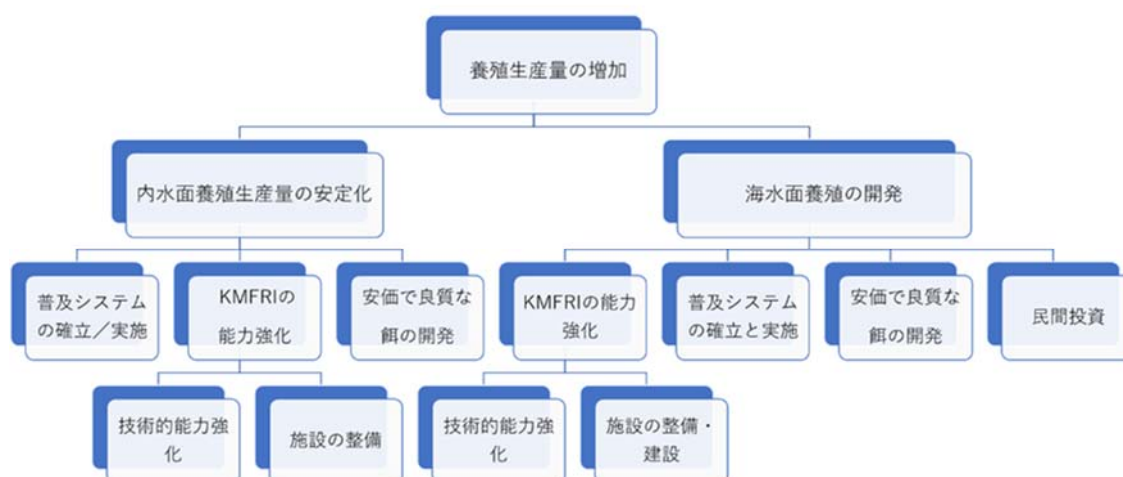 養殖生産量の増加
内水面養殖生産量の安定化
海水面養殖の開発
普及システム
の確立／実施
KMFRIの
能力強化
安価で良質な
餌の開発
KMFRIの能力
強化
普及システム
の確立と実施
安価で良質な
餌の開発
民間投資
技術的能力強
化
施設の整備
技術的能力強
化
施設の整備・
建設